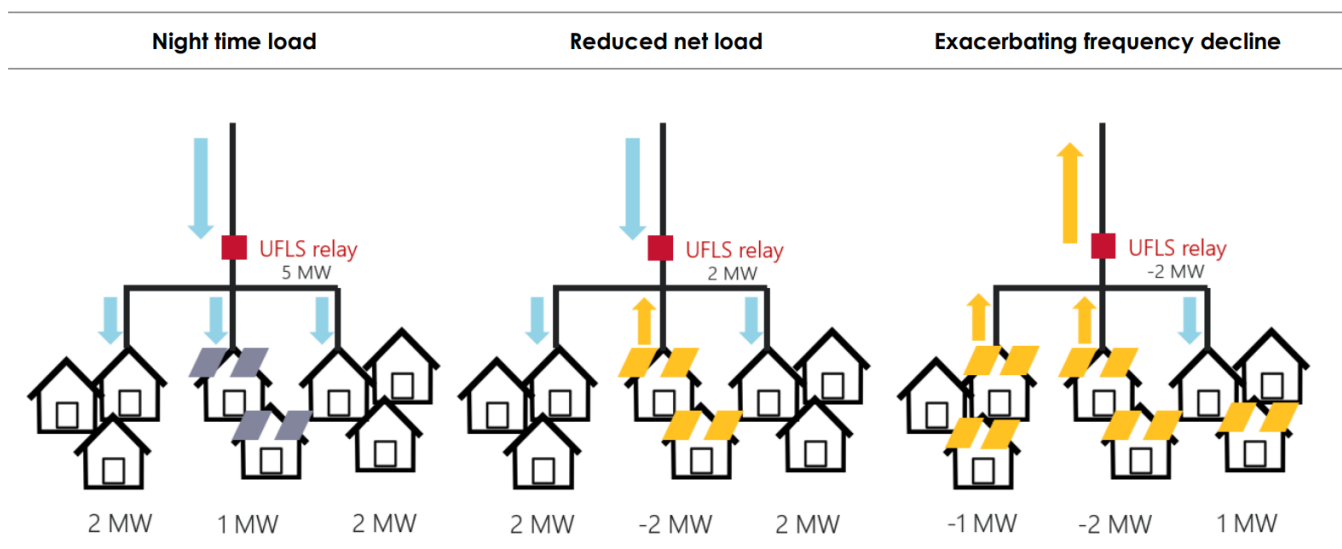 Night time load
Reduced net load
Exacerbating frequency decline
UFLS relay
5 MW
UFLS relay
2 MW
UFLS relay
-2 MW
2 MW
1 MW
2 MW
2 MW
-2 MW
2 MW
-1 MW
-2 MW
1 MW